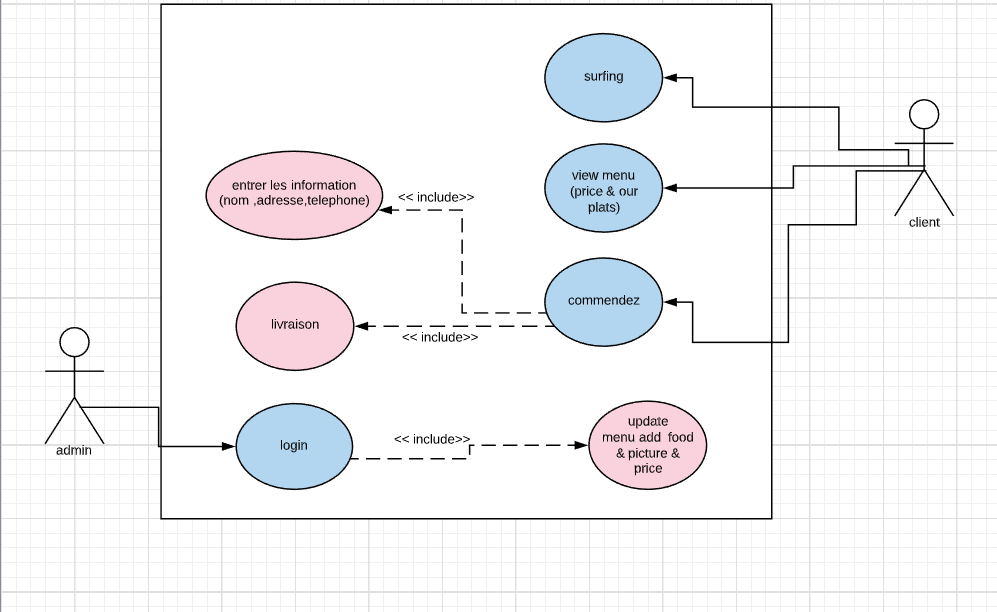 surfing
view menu
(price & our
plats)
client
entrer les information
(nom ,adresse,telephone)
<< include>>
commendez
livraison
<< include>>
admin
login
<< include>>
update
menu add  food
& picture &
price